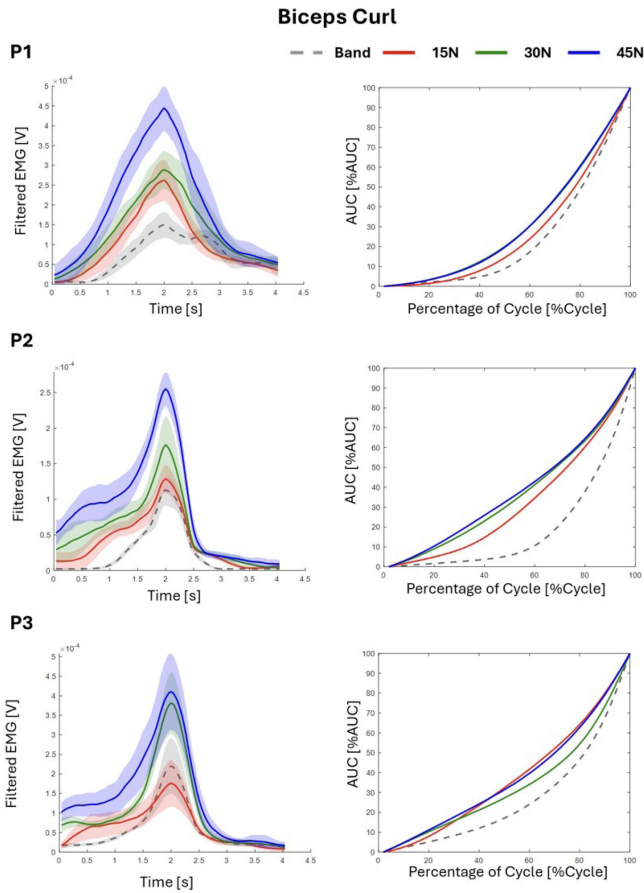 Biceps Curl
P1
Band 15N 30N 45N
×10⁻⁴
Filtered EMG [V]
5
4.5
4
3.5
3
2.5
2
1.5
1
0.5
0
0 0.5 1 1.5 2 2.5 3 3.5 4 4.5
Time [s]
AUC [%AUC]
100
90
80
70
60
50
40
30
20
10
0
0 20 40 60 80 100
Percentage of Cycle [%Cycle]
P2
×10⁻⁴
Filtered EMG [V]
2.5
2
1.5
1
0.5
0
0 0.5 1 1.5 2 2.5 3 3.5 4 4.5
Time [s]
AUC [%AUC]
100
90
80
70
60
50
40
30
20
10
0
0 20 40 60 80 100
Percentage of Cycle [%Cycle]
P3
×10⁻⁴
Filtered EMG [V]
5
4.5
4
3.5
3
2.5
2
1.5
1
0.5
0
0 0.5 1 1.5 2 2.5 3 3.5 4 4.5
Time [s]
AUC [%AUC]
100
90
80
70
60
50
40
30
20
10
0
0 20 40 60 80 100
Percentage of Cycle [%Cycle]